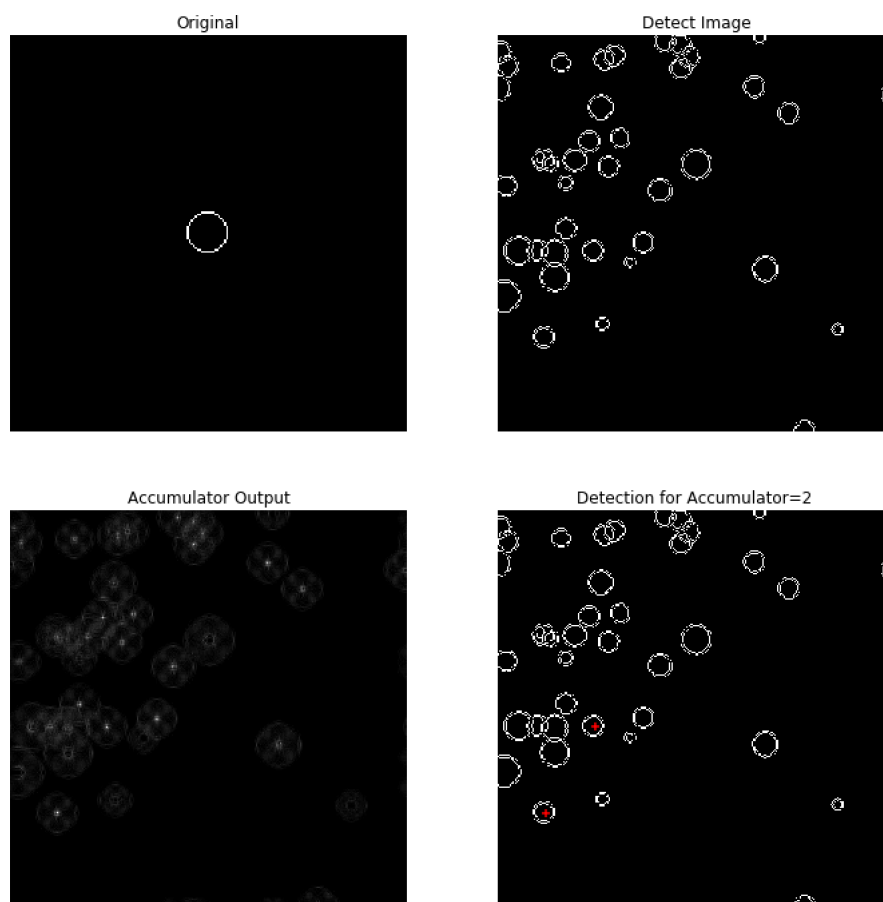 Original
Detect Image
Accumulator Output
Detection for Accumulator=2